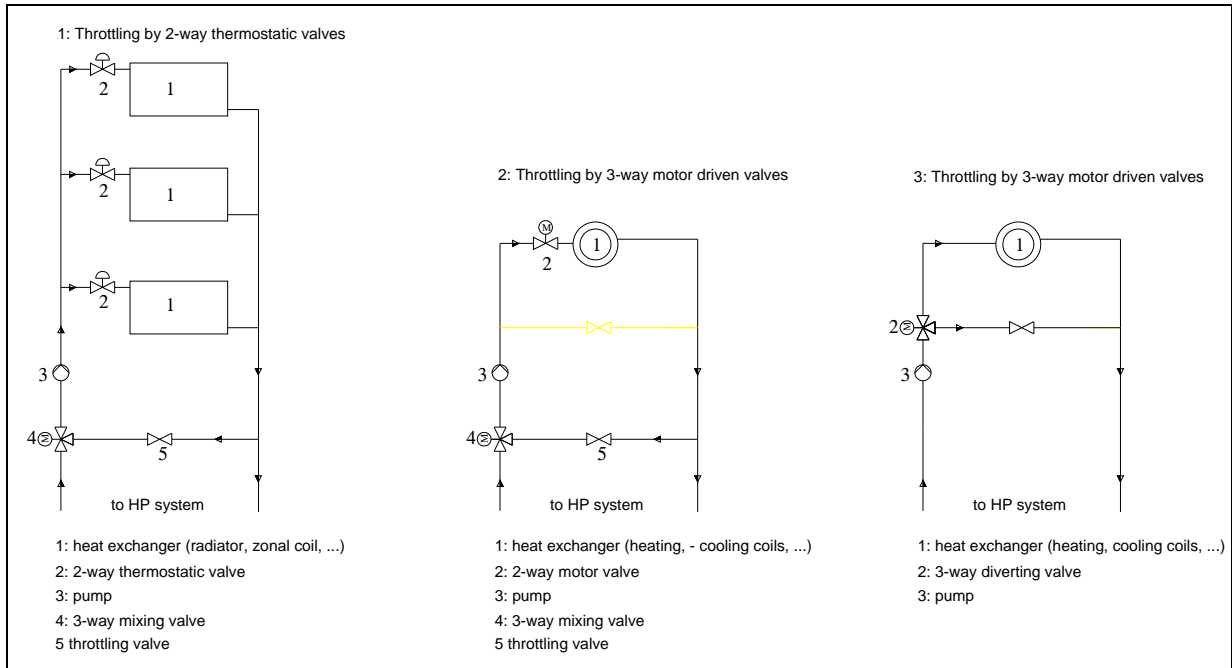 1: Throttling by 2-way thermostatic valves
1
2
1
2
1
2
3
4 M
5
to HP system
1: heat exchanger (radiator, zonal coil, ...)
2: 2-way thermostatic valve
3: pump
4: 3-way mixing valve
5 throttling valve
2: Throttling by 3-way motor driven valves
M
1
2
3
4 M
5
to HP system
1: heat exchanger (heating, - cooling coils, ...)
2: 2-way motor valve
3: pump
4: 3-way mixing valve
5 throttling valve
3: Throttling by 3-way motor driven valves
1
2 M
3
to HP system
1: heat exchanger (heating, cooling coils, ...)
2: 3-way diverting valve
3: pump